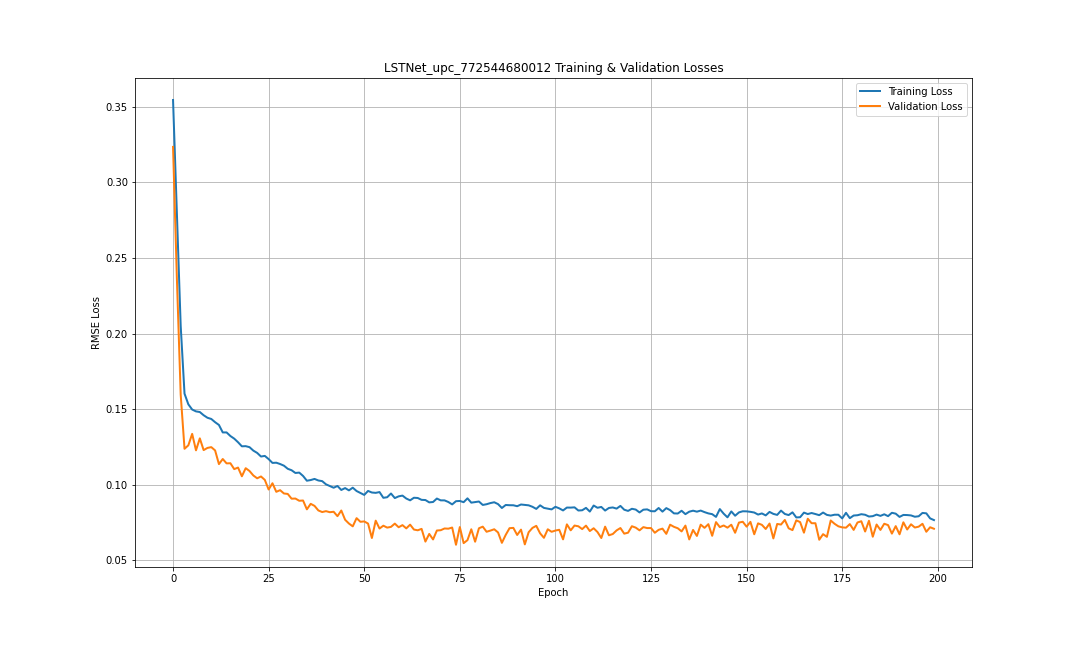 LSTNet_upc_772544680012 Training & Validation Losses
Training Loss
Validation Loss
RMSE Loss
0.35
0.30
0.25
0.20
0.15
0.10
0.05
0 25 50 75 100 125 150 175 200
Epoch